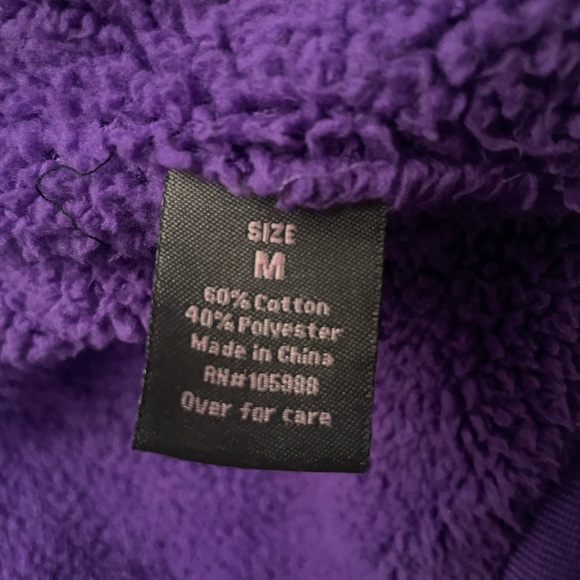 SIZE
M
60% Cotton
40% Polyester
Made in China
RN#105988
Over for care